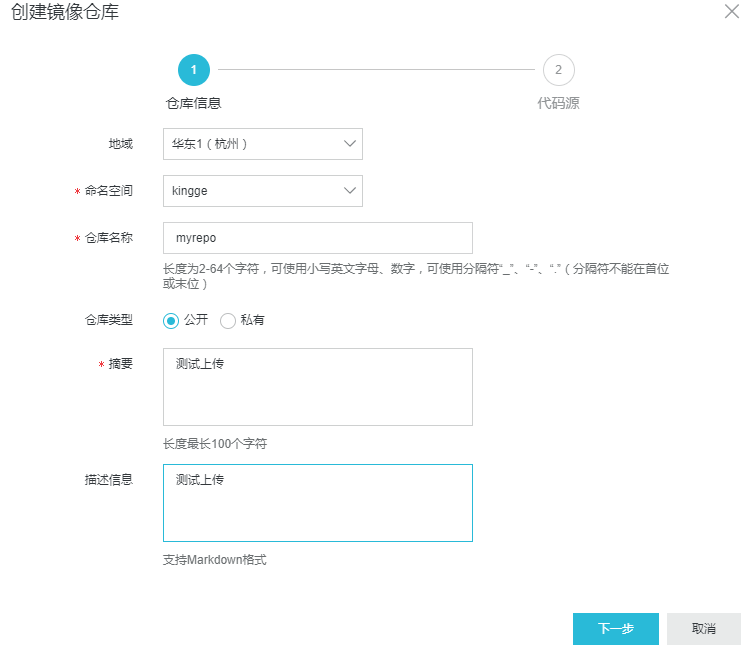 创建镜像仓库
1
2
仓库信息
代码源
地域
华东1（杭州）
* 命名空间
kingge
* 仓库名称
myrepo
长度为2-64个字符，可使用小写英文字母、数字，可使用分隔符“_”、“-”、“.”（分隔符不能在首位
或末位）
仓库类型
公开
私有
* 摘要
测试上传
长度最长100个字符
描述信息
测试上传
支持Markdown格式
下一步
取消